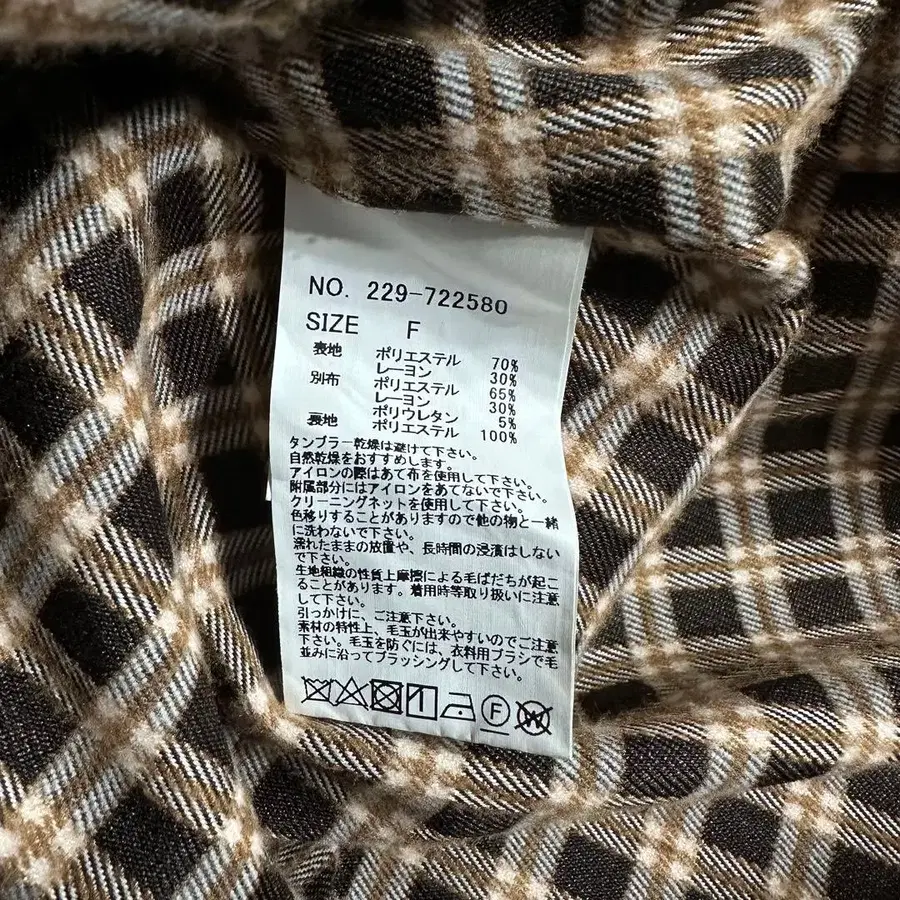 NO. 229-722580
SIZE F
表地 ポリエステル 70%
レーヨン 30%
別布 ポリエステル 65%
レーヨン 30%
ポリウレタン 5%
裏地 ポリエステル 100%
タンブラー乾燥は避けて下さい。
自然乾燥をおすすめします。
アイロンの際はあて布を使用して下さい。
附属部分にはアイロンをあてないで下さい。
クリーニングネットを使用して下さい。
色移りすることがありますので他の物と一緒
に洗わないで下さい。
濡れたままの放置や、長時間の浸漬はしない
で下さい。
生地組織の性質上摩擦による毛ばだちが起こ
ることがあります。着用時等取り扱いに注意
して下さい。
引っかけに、ご注意下さい。
素材の特性上、毛玉が出来やすいのでご注意
下さい。毛玉を防ぐには、衣料用ブラシで毛
並みに沿ってブラッシングして下さい。
F W